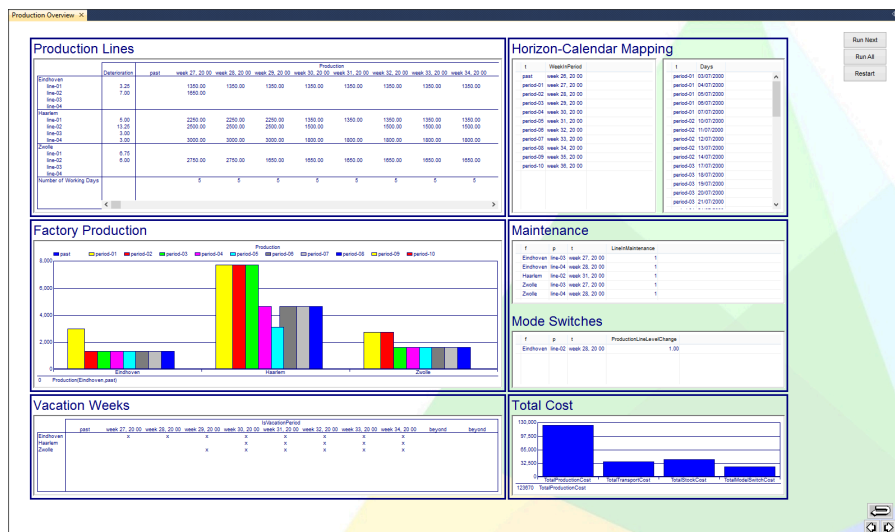 Production Overview ×
Production Lines
Production
Deterioration past week 27, 20 00 week 28, 20 00 week 29, 20 00 week 30, 20 00 week 31, 20 00 week 32, 20 00 week 33, 20 00 week 34, 20 00
Eindhoven
line-01 3.25 1350.00 1350.00 1350.00 1350.00 1350.00 1350.00 1350.00 1350.00
line-02 7.00 1650.00
line-03
line-04
Haarlem
line-01 5.00 2250.00 2250.00 2250.00 1350.00 1350.00 1350.00 1350.00 1350.00
line-02 13.25 2500.00 2500.00 2500.00 1500.00 1500.00 1500.00 1500.00
line-03 3.00
line-04 3.00 3000.00 3000.00 3000.00 1800.00 1800.00 1800.00 1800.00 1800.00
Zwolle
line-01 6.75
line-02 6.00 2750.00 2750.00 1650.00 1650.00 1650.00 1650.00 1650.00 1650.00
line-03
line-04
Number of Working Days 5 5 5 5 5 5 5 5
Horizon-Calendar Mapping
t WeekInPeriod
past week 26, 20 00
period-01 week 27, 20 00
period-02 week 28, 20 00
period-03 week 29, 20 00
period-04 week 30, 20 00
period-05 week 31, 20 00
period-06 week 32, 20 00
period-07 week 33, 20 00
period-08 week 34, 20 00
period-09 week 35, 20 00
period-10 week 36, 20 00
t Days
period-01 03/07/2000
period-01 04/07/2000
period-01 05/07/2000
period-01 06/07/2000
period-01 07/07/2000
period-02 10/07/2000
period-02 11/07/2000
period-02 12/07/2000
period-02 13/07/2000
period-02 14/07/2000
period-03 17/07/2000
period-03 18/07/2000
period-03 19/07/2000
period-03 20/07/2000
period-03 21/07/2000
Run Next
Run All
Restart
Factory Production
Production
past period-01 period-02 period-03 period-04 period-05 period-06 period-07 period-08 period-09 period-10
8,000
6,000
4,000
2,000
0
Eindhoven Haarlem Zwolle
0 Production(Eindhoven,past)
Maintenance
f p t LineInMaintenance
Eindhoven line-03 week 27, 20 00 1
Eindhoven line-04 week 28, 20 00 1
Haarlem line-02 week 31, 20 00 1
Zwolle line-03 week 27, 20 00 1
Zwolle line-04 week 28, 20 00 1
Mode Switches
f p t ProductionLineLevelChange
Eindhoven line-02 week 28, 20 00 1.00
Vacation Weeks
IsVacationPeriod
past week 27, 20 00 week 28, 20 00 week 29, 20 00 week 30, 20 00 week 31, 20 00 week 32, 20 00 week 33, 20 00 week 34, 20 00 beyond beyond
Eindhoven x x x x x x x
Haarlem x x x
Zwolle x x x x x x
Total Cost
130,000
97,500
65,000
32,500
0
TotalProductionCost TotalTransportCost TotalStockCost TotalModeSwitchCost
123870 TotalProductionCost